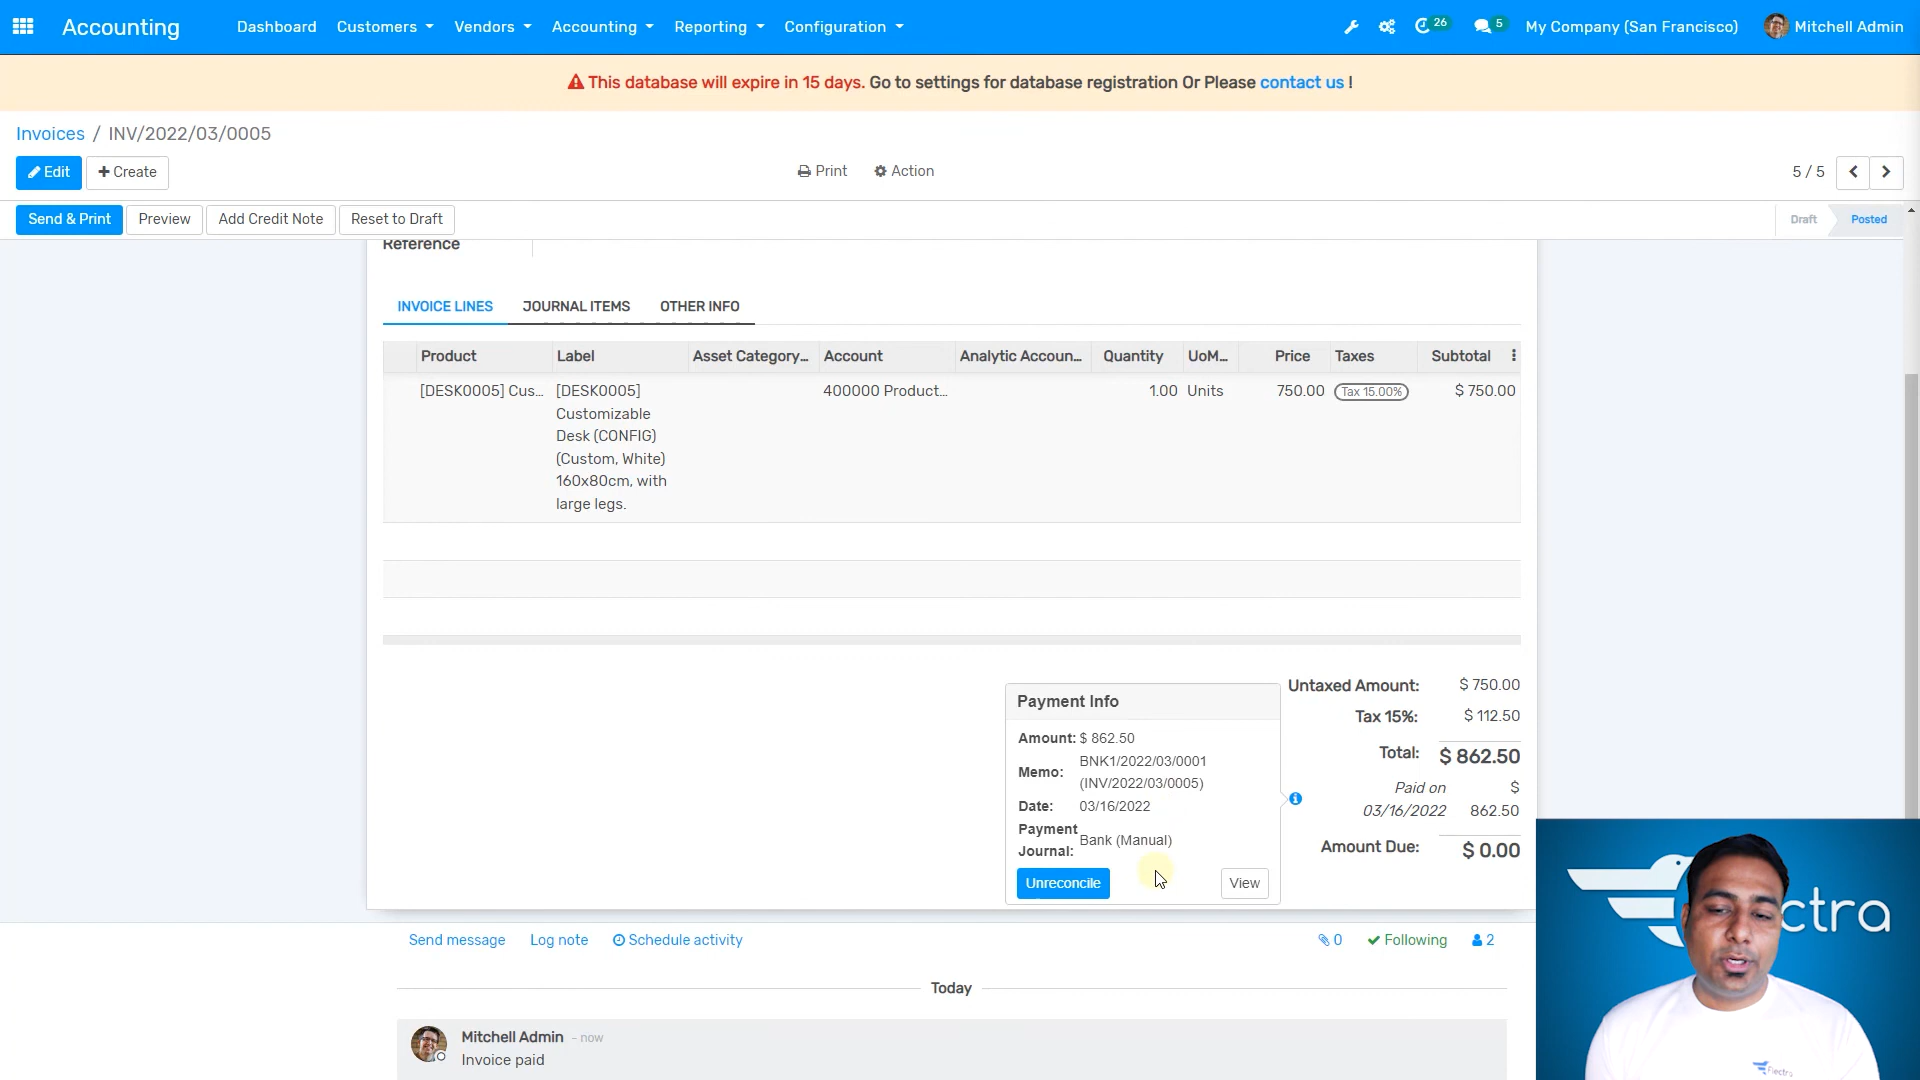 Accounting
Dashboard
Customers
Vendors
Accounting
Reporting
Configuration
26
5
My Company (San Francisco)
Mitchell Admin
This database will expire in 15 days. Go to settings for database registration Or Please contact us !
Invoices / INV/2022/03/0005
Edit
Create
Print
Action
5 / 5
Send & Print
Preview
Add Credit Note
Reset to Draft
Draft
Posted
Reference
INVOICE LINES
JOURNAL ITEMS
OTHER INFO
Product
Label
Asset Category...
Account
Analytic Accoun...
Quantity
UoM...
Price
Taxes
Subtotal
[DESK0005] Cus...
[DESK0005]
Customizable
Desk (CONFIG)
(Custom, White)
160x80cm, with
large legs.
400000 Product...
1.00
Units
750.00
Tax 15.00%
$ 750.00
Payment Info
Amount: $ 862.50
Memo: BNK1/2022/03/0001
(INV/2022/03/0005)
Date: 03/16/2022
Payment
Journal: Bank (Manual)
Unreconcile
View
Untaxed Amount: $ 750.00
Tax 15%: $ 112.50
Total: $ 862.50
Paid on $
03/16/2022 862.50
Amount Due: $ 0.00
Send message
Log note
Schedule activity
0
Following
2
Today
Mitchell Admin - now
Invoice paid
lectra
Flectra